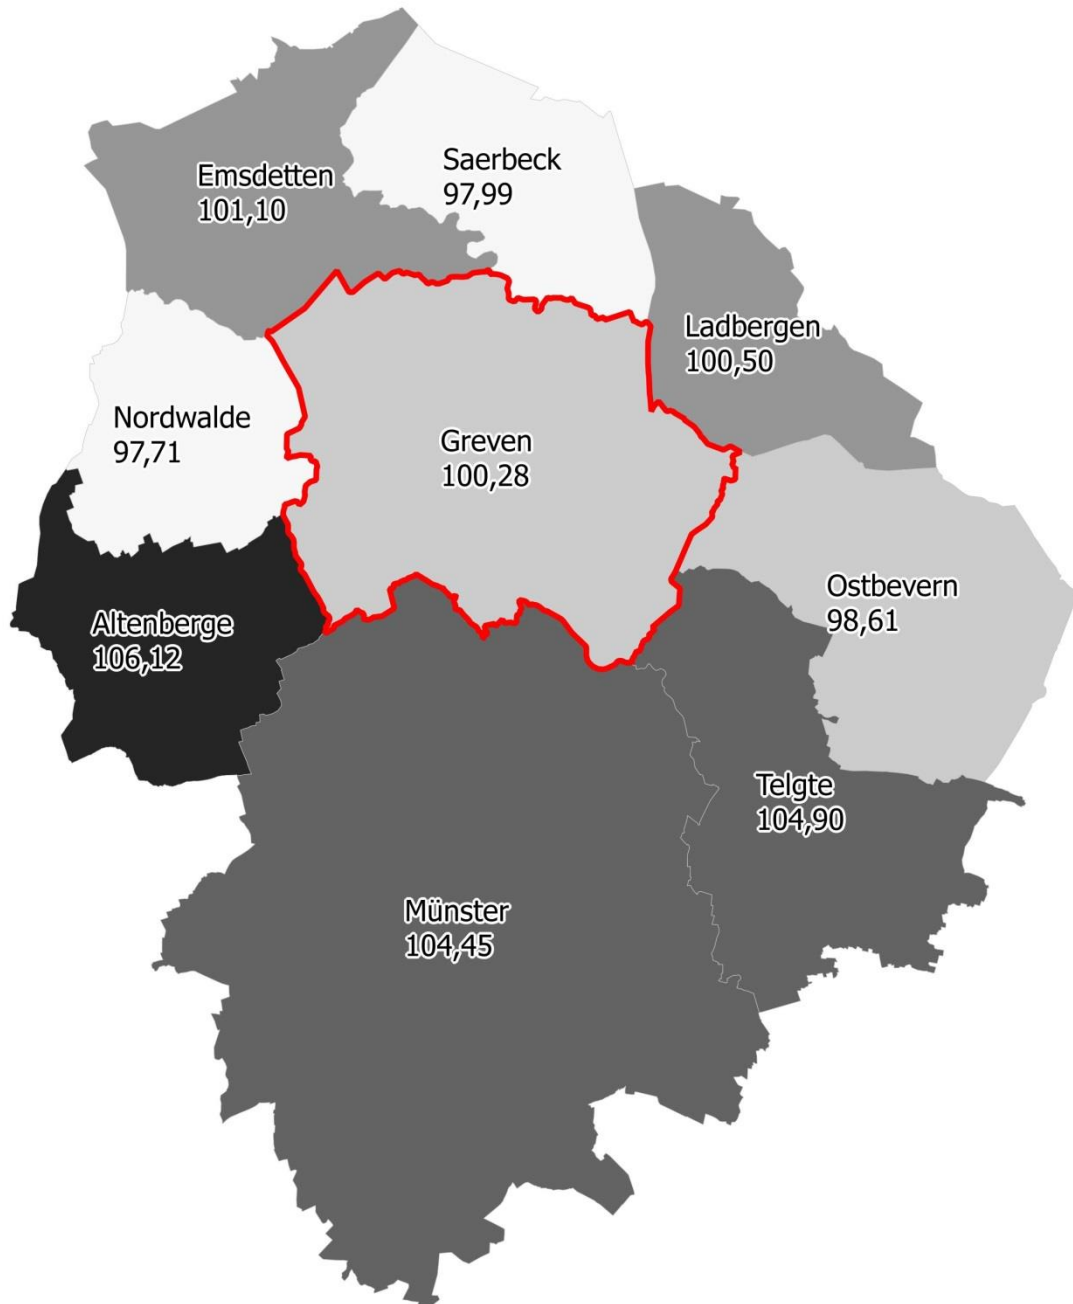 Saerbeck
97,99
Emsdetten
101,10
Ladbergen
100,50
Nordwalde
97,71
Greven
100,28
Ostbevern
98,61
Altenberge
106,12
Telgte
104,90
Münster
104,45